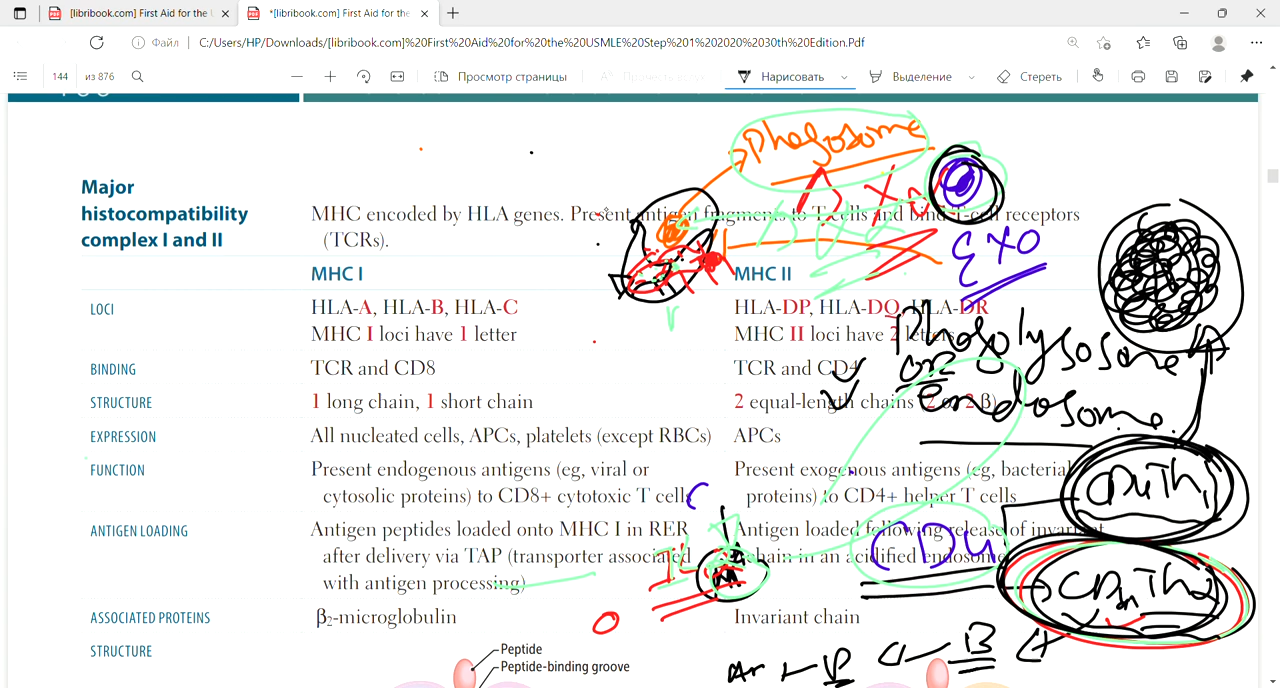 [libribook.com] First Aid for the U
*[libribook.com] First Aid for the
Файл
C:/Users/HP/Downloads/[libribook.com]%20First%20Aid%20for%20the%20USMLE%20Step%201%202020%2030th%20Edition.Pdf
144 из 876
Просмотр страницы
Нарисовать
Выделение
Стереть
Phagosome
Major
histocompatibility
complex I and II
MHC encoded by HLA genes. Present antigen fragments to T cells and bind T-cell receptors
(TCRs).
Exo
MHC I MHC II
LOCI HLA-A, HLA-B, HLA-C HLA-DP, HLA-DQ, HLA-DR
MHC I loci have 1 letter MHC II loci have 2 letters
Phagolysosome
or
endosome
BINDING TCR and CD8 TCR and CD4
STRUCTURE 1 long chain, 1 short chain 2 equal-length chains (2 α, 2 β)
EXPRESSION All nucleated cells, APCs, platelets (except RBCs) APCs
FUNCTION Present endogenous antigens (eg, viral or Present exogenous antigens (eg, bacterial
cytosolic proteins) to CD8+ cytotoxic T cells proteins) to CD4+ helper T cells
CD4Th1
ANTIGEN LOADING Antigen peptides loaded onto MHC I in RER Antigen loaded following release of invariant
after delivery via TAP (transporter associated chain in an acidified endosome
with antigen processing)
CD4
CD4Th2
ASSOCIATED PROTEINS β2-microglobulin Invariant chain
STRUCTURE
Peptide
Peptide-binding groove
B